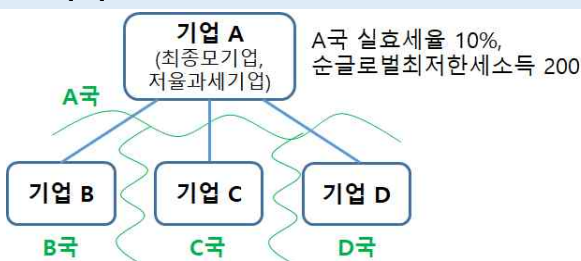 기업 A
(최종모기업,
저율과세기업)
A국 실효세율 10%,
순글로벌최저한세소득 200
A국
기업 B
기업 C
기업 D
B국
C국
D국